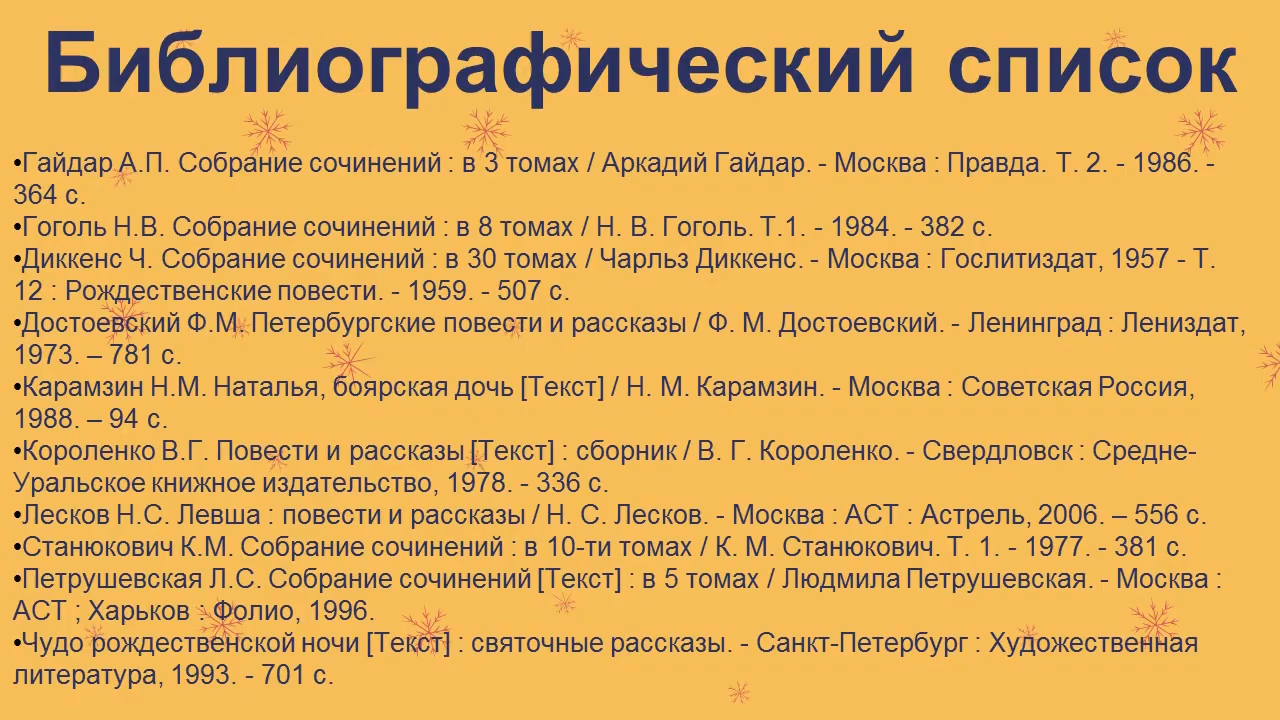 Библиографический список
•Гайдар А.П. Собрание сочинений : в 3 томах / Аркадий Гайдар. - Москва : Правда. Т. 2. - 1986. -
364 с.
•Гоголь Н.В. Собрание сочинений : в 8 томах / Н. В. Гоголь. Т.1. - 1984. - 382 с.
•Диккенс Ч. Собрание сочинений : в 30 томах / Чарльз Диккенс. - Москва : Гослитиздат, 1957 - Т.
12 : Рождественские повести. - 1959. - 507 с.
•Достоевский Ф.М. Петербургские повести и рассказы / Ф. М. Достоевский. - Ленинград : Лениздат,
1973. – 781 с.
•Карамзин Н.М. Наталья, боярская дочь [Текст] / Н. М. Карамзин. - Москва : Советская Россия,
1988. – 94 с.
•Короленко В.Г. Повести и рассказы [Текст] : сборник / В. Г. Короленко. - Свердловск : Средне-
Уральское книжное издательство, 1978. - 336 с.
•Лесков Н.С. Левша : повести и рассказы / Н. С. Лесков. - Москва : АСТ : Астрель, 2006. – 556 с.
•Станюкович К.М. Собрание сочинений : в 10-ти томах / К. М. Станюкович. Т. 1. - 1977. - 381 с.
•Петрушевская Л.С. Собрание сочинений [Текст] : в 5 томах / Людмила Петрушевская. - Москва :
АСТ ; Харьков : Фолио, 1996.
•Чудо рождественской ночи [Текст] : святочные рассказы. - Санкт-Петербург : Художественная
литература, 1993. - 701 с.